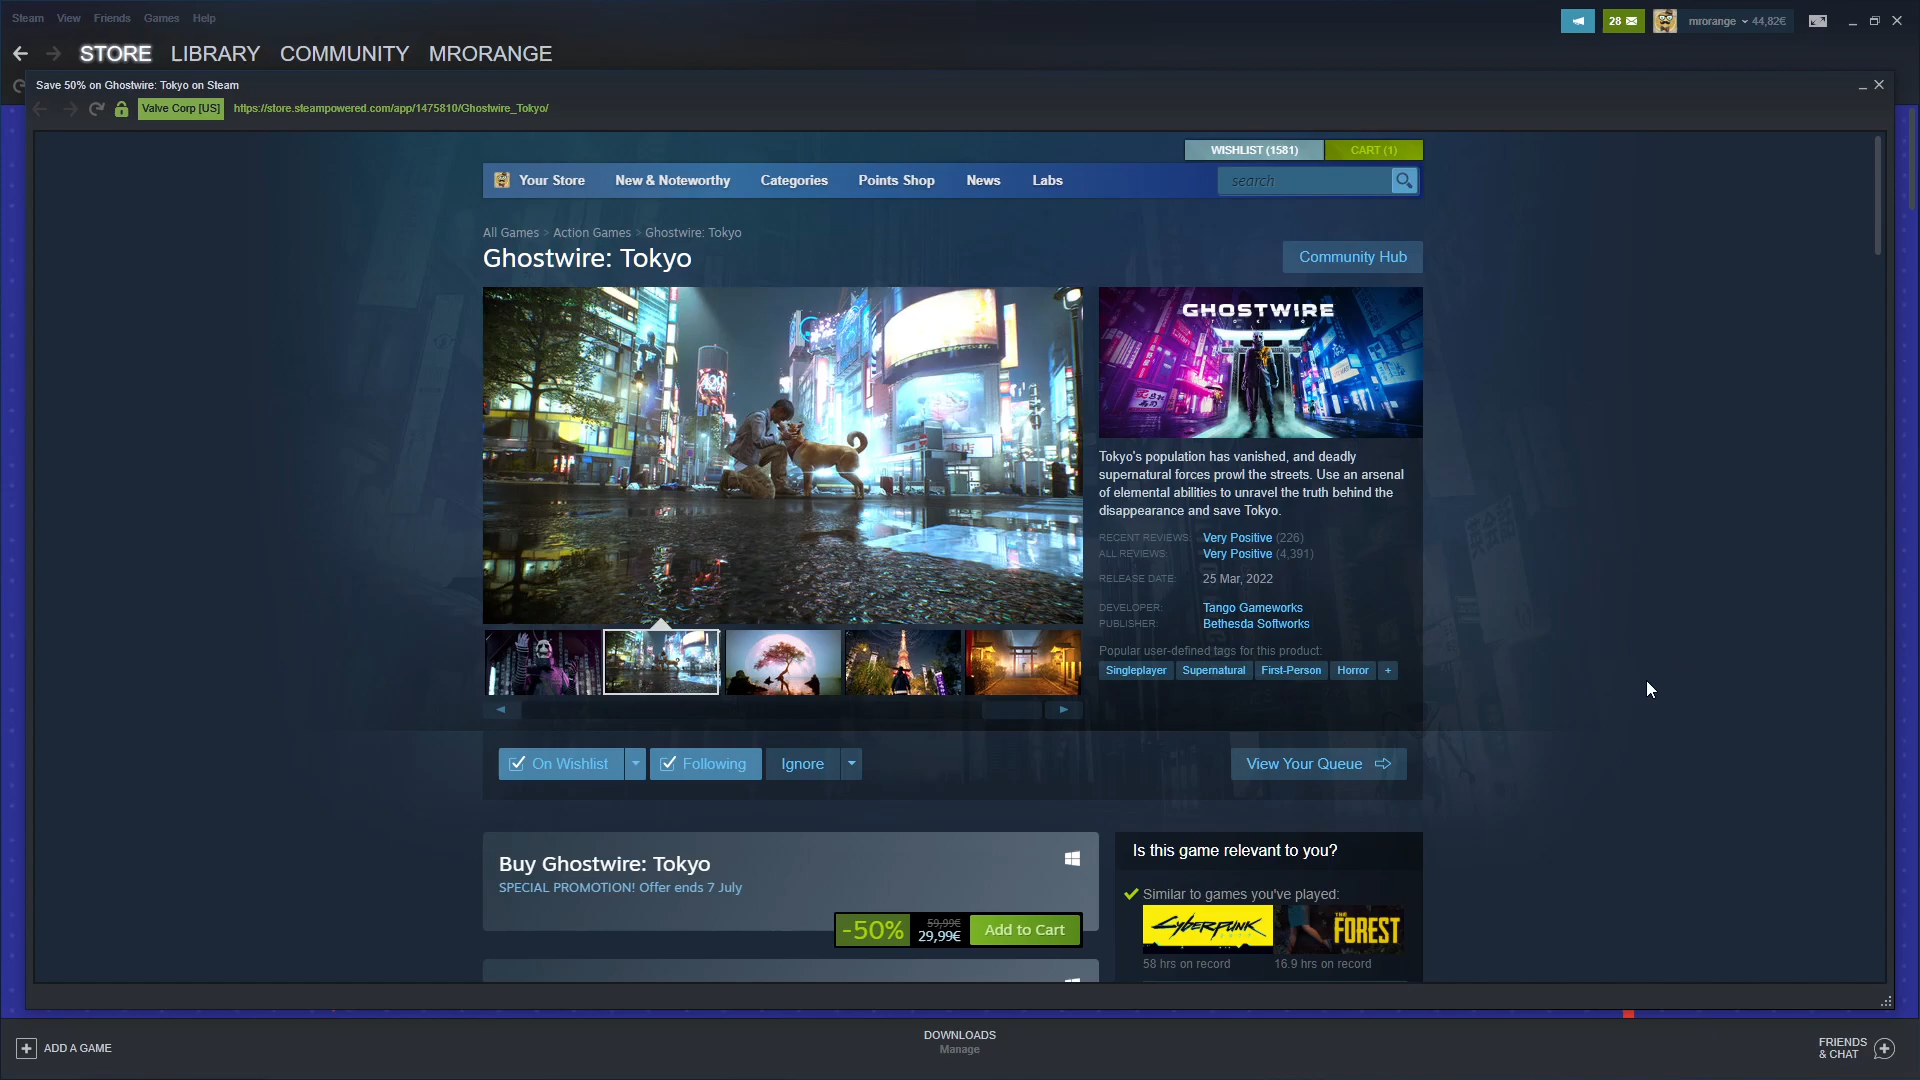 Steam View Friends Games Help
28
mrorange 44,82€
STORE LIBRARY COMMUNITY MRORANGE
Save 50% on Ghostwire: Tokyo on Steam
Valve Corp [US] https://store.steampowered.com/app/1475810/Ghostwire_Tokyo/
WISHLIST (1581) CART (1)
Your Store New & Noteworthy Categories Points Shop News Labs
search
All Games > Action Games > Ghostwire: Tokyo
Ghostwire: Tokyo
Community Hub
GHOSTWIRE
TOKYO
Tokyo's population has vanished, and deadly
supernatural forces prowl the streets. Use an arsenal
of elemental abilities to unravel the truth behind the
disappearance and save Tokyo.
RECENT REVIEWS: Very Positive (226)
ALL REVIEWS: Very Positive (4,391)
RELEASE DATE: 25 Mar, 2022
DEVELOPER: Tango Gameworks
PUBLISHER: Bethesda Softworks
Popular user-defined tags for this product:
Singleplayer Supernatural First-Person Horror +
On Wishlist Following Ignore
View Your Queue
Buy Ghostwire: Tokyo
SPECIAL PROMOTION! Offer ends 7 July
-50% 59,99€ 29,99€ Add to Cart
Is this game relevant to you?
Similar to games you've played:
Cyberpunk
THE FOREST
58 hrs on record 16.9 hrs on record
ADD A GAME
DOWNLOADS
Manage
FRIENDS
& CHAT